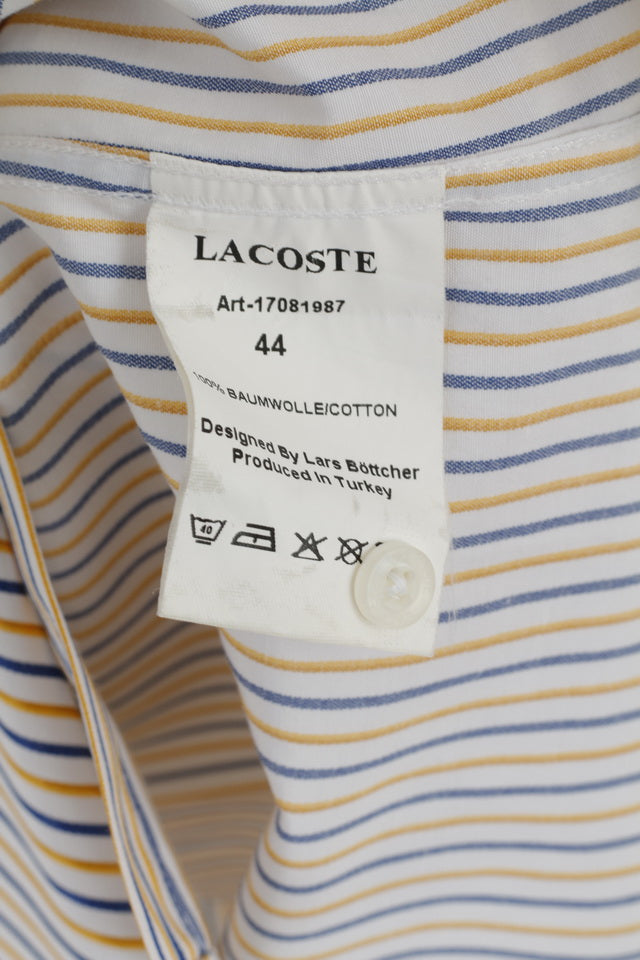 LACOSTE
Art-17081987
44
100% BAUMWOLLE/COTTON
Designed By Lars Böttcher
Produced In Turkey
40